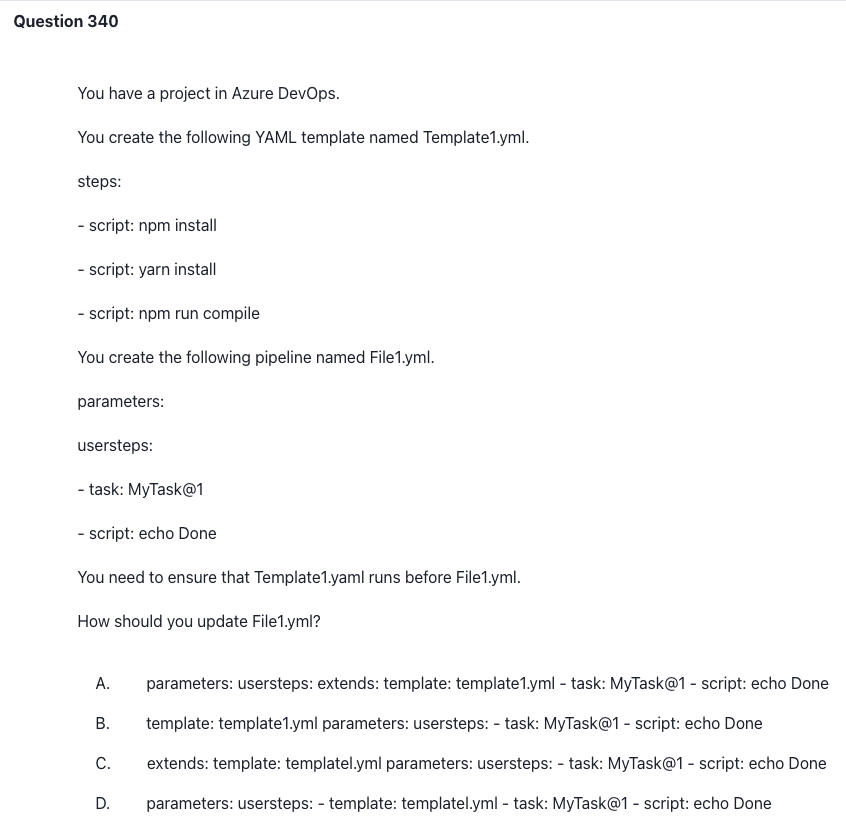 Question 340
You have a project in Azure DevOps.
You create the following YAML template named Template1.yml.
steps:
- script: npm install
- script: yarn install
- script: npm run compile
You create the following pipeline named File1.yml.
parameters:
usersteps:
- task: MyTask@1
- script: echo Done
You need to ensure that Template1.yaml runs before File1.yml.
How should you update File1.yml?
A. parameters: usersteps: extends: template: template1.yml - task: MyTask@1 - script: echo Done
B. template: template1.yml parameters: usersteps: - task: MyTask@1 - script: echo Done
C. extends: template: templatel.yml parameters: usersteps: - task: MyTask@1 - script: echo Done
D. parameters: usersteps: - template: templatel.yml - task: MyTask@1 - script: echo Done